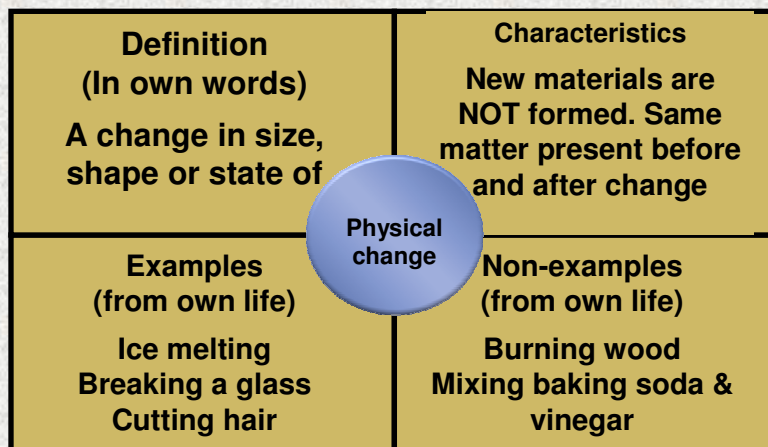 Definition
(In own words)
A change in size,
shape or state of
Characteristics
New materials are
NOT formed. Same
matter present before
and after change
Physical
change
Examples
(from own life)
Ice melting
Breaking a glass
Cutting hair
Non-examples
(from own life)
Burning wood
Mixing baking soda &
vinegar